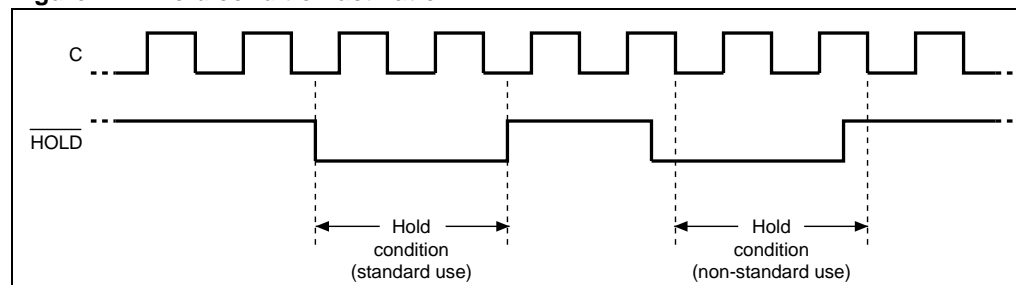 C
HOLD
Hold
condition
(standard use)
Hold
condition
(non-standard use)